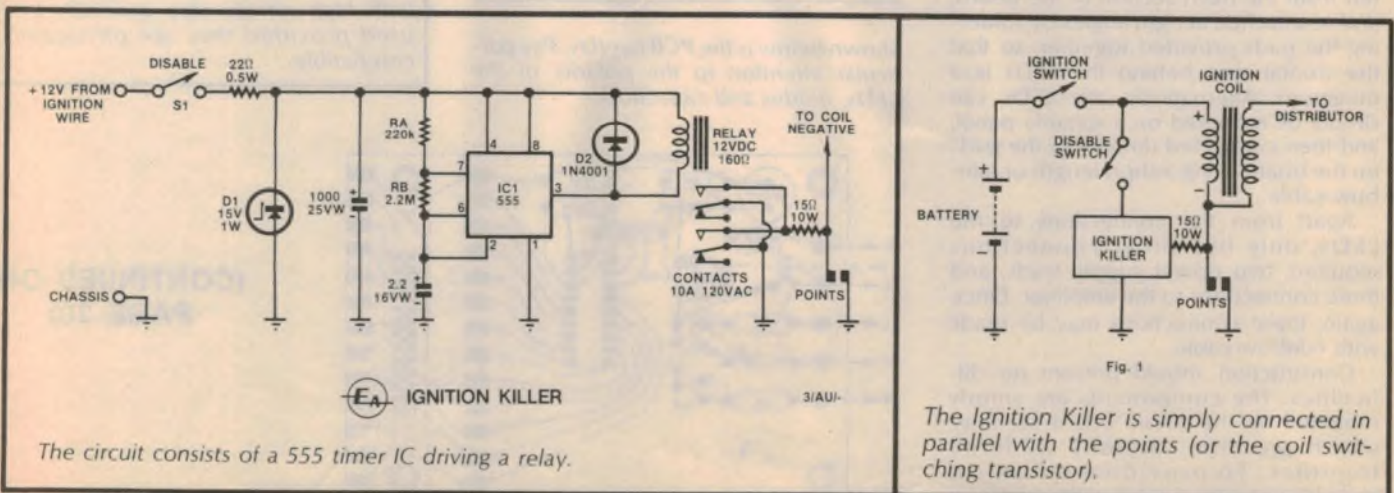 DISABLE
22Ω
0.5W
+12V FROM
IGNITION
WIRE
S1
RA
220k
RELAY
12VDC
160Ω
TO COIL
NEGATIVE
D1
15V
1W
1000
25VW
RB
2.2M
7
6
2
4
8
3
1
IC1
555
D2
1N4001
15Ω
10W
2.2
16VW
CONTACTS
10A 120VAC
POINTS
CHASSIS
EA IGNITION KILLER
3/AU/-
The circuit consists of a 555 timer IC driving a relay.
IGNITION
SWITCH
IGNITION
COIL
TO
DISTRIBUTOR
DISABLE
SWITCH
+
−
BATTERY
+
−
15Ω
10W
IGNITION
KILLER
POINTS
Fig. 1
The Ignition Killer is simply connected in
parallel with the points (or the coil swit-
ching transistor).